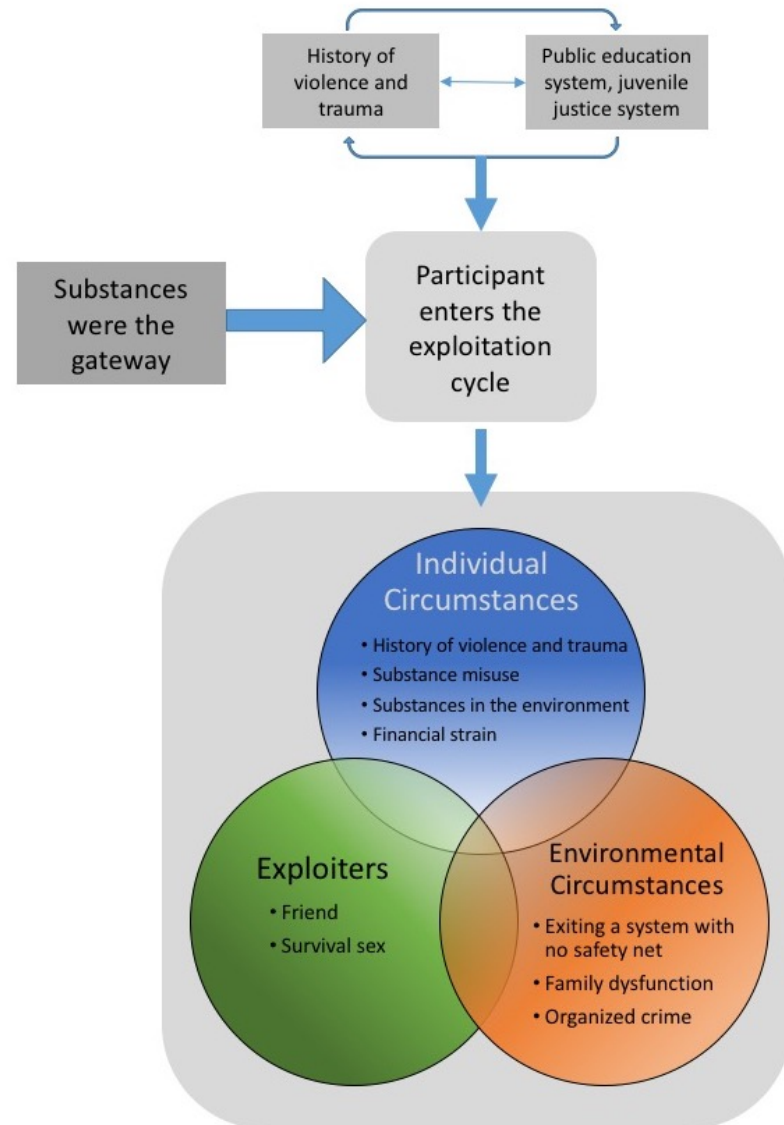 History of
violence and
trauma
Public education
system, juvenile
justice system
Substances
were the
gateway
Participant
enters the
exploitation
cycle
Individual
Circumstances
• History of violence and trauma
• Substance misuse
• Substances in the environment
• Financial strain
Exploiters
• Friend
• Survival sex
Environmental
Circumstances
• Exiting a system with
no safety net
• Family dysfunction
• Organized crime